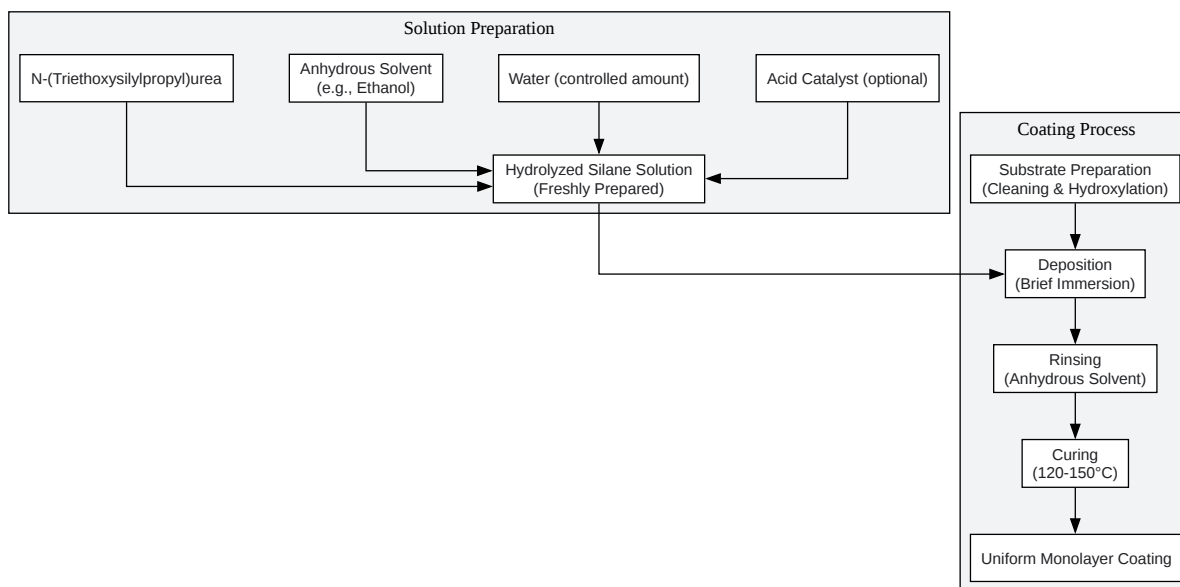 Solution Preparation
N-(Triethoxysilylpropyl)urea
Anhydrous Solvent
(e.g., Ethanol)
Water (controlled amount)
Acid Catalyst (optional)
Hydrolyzed Silane Solution
(Freshly Prepared)
Coating Process
Substrate Preparation
(Cleaning & Hydroxylation)
Deposition
(Brief Immersion)
Rinsing
(Anhydrous Solvent)
Curing
(120-150°C)
Uniform Monolayer Coating